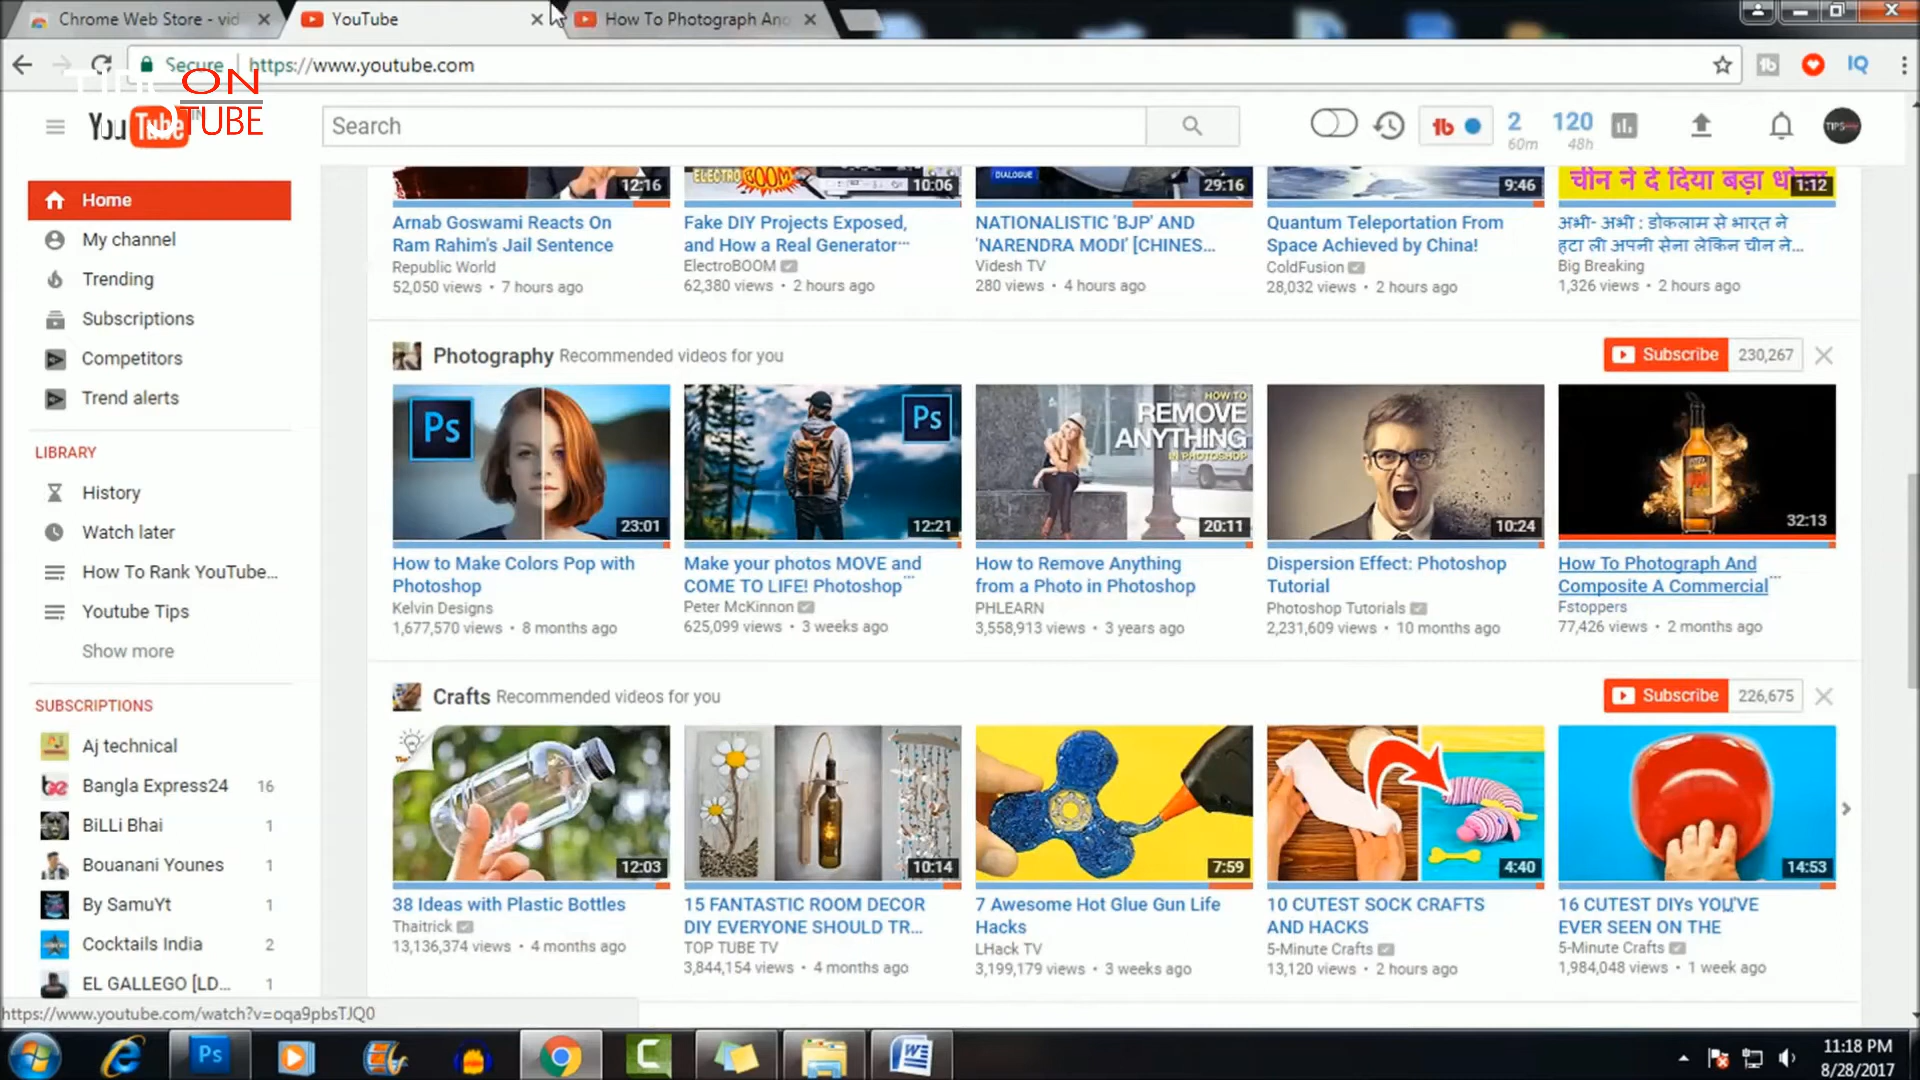 Chrome Web Store - vid
YouTube
How To Photograph And
Secure
https://www.youtube.com
ON
TUBE
YouTube
Search
2
60m
120
48h
TIPS
12:16
ELECTRO BOOM
10:06
DIALOGUE
29:16
9:46
चीन ने दे दिया बड़ा
1:12
Home
My channel
Trending
Subscriptions
Competitors
Trend alerts
LIBRARY
History
Watch later
How To Rank YouTube...
Youtube Tips
Show more
SUBSCRIPTIONS
Aj technical
Bangla Express24 16
BiLLi Bhai 1
Bouanani Younes 1
By SamuYt 1
Cocktails India 2
EL GALLEGO [LD... 1
Arnab Goswami Reacts On
Ram Rahim's Jail Sentence
Republic World
52,050 views • 7 hours ago
Fake DIY Projects Exposed,
and How a Real Generator...
ElectroBOOM
62,380 views • 2 hours ago
NATIONALISTIC 'BJP' AND
'NARENDRA MODI' [CHINES...
Videsh TV
280 views • 4 hours ago
Quantum Teleportation From
Space Achieved by China!
ColdFusion
28,032 views • 2 hours ago
अभी- अभी : डोकलाम से भारत ने
हटा ली अपनी सेना लेकिन चीन ने...
Big Breaking
1,326 views • 2 hours ago
Photography Recommended videos for you
Subscribe 230,267
Ps
23:01
Ps
12:21
HOW TO
REMOVE
ANYTHING
IN PHOTOSHOP
20:11
10:24
32:13
How to Make Colors Pop with
Photoshop
Kelvin Designs
1,677,570 views • 8 months ago
Make your photos MOVE and
COME TO LIFE! Photoshop...
Peter McKinnon
625,099 views • 3 weeks ago
How to Remove Anything
from a Photo in Photoshop
PHLEARN
3,558,913 views • 3 years ago
Dispersion Effect: Photoshop
Tutorial
Photoshop Tutorials
2,231,609 views • 10 months ago
How To Photograph And
Composite A Commercial...
Fstoppers
77,426 views • 2 months ago
Crafts Recommended videos for you
Subscribe 226,675
12:03
10:14
7:59
4:40
14:53
38 Ideas with Plastic Bottles
Thaitrick
13,136,374 views • 4 months ago
15 FANTASTIC ROOM DECOR
DIY EVERYONE SHOULD TR...
TOP TUBE TV
3,844,154 views • 4 months ago
7 Awesome Hot Glue Gun Life
Hacks
LHack TV
3,199,179 views • 3 weeks ago
10 CUTEST SOCK CRAFTS
AND HACKS
5-Minute Crafts
13,120 views • 2 hours ago
16 CUTEST DIYs YOU'VE
EVER SEEN ON THE
5-Minute Crafts
1,984,048 views • 1 week ago
https://www.youtube.com/watch?v=oqa9pbsTJQ0
Ps
11:18 PM
8/28/2017